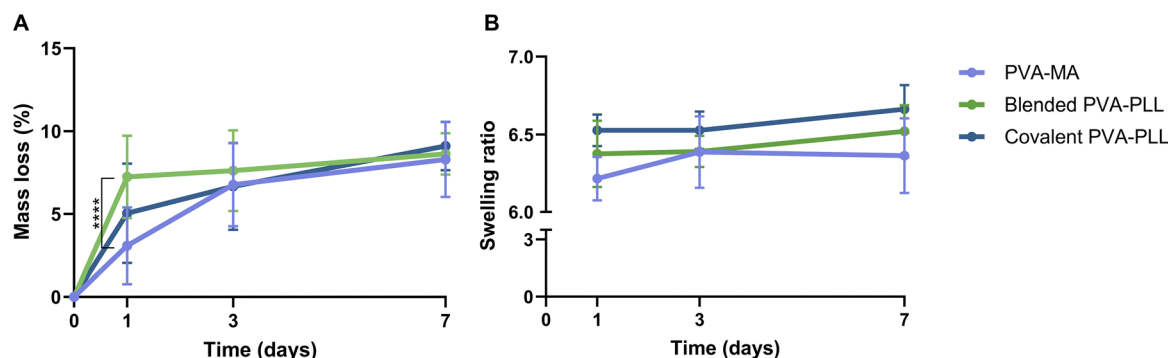 A
Mass loss (%)
15
10
5
0
****
0 1 3 7
Time (days)
B
Swelling ratio
7.0
6.5
6.0
3
0
0 1 3 7
Time (days)
PVA-MA
Blended PVA-PLL
Covalent PVA-PLL